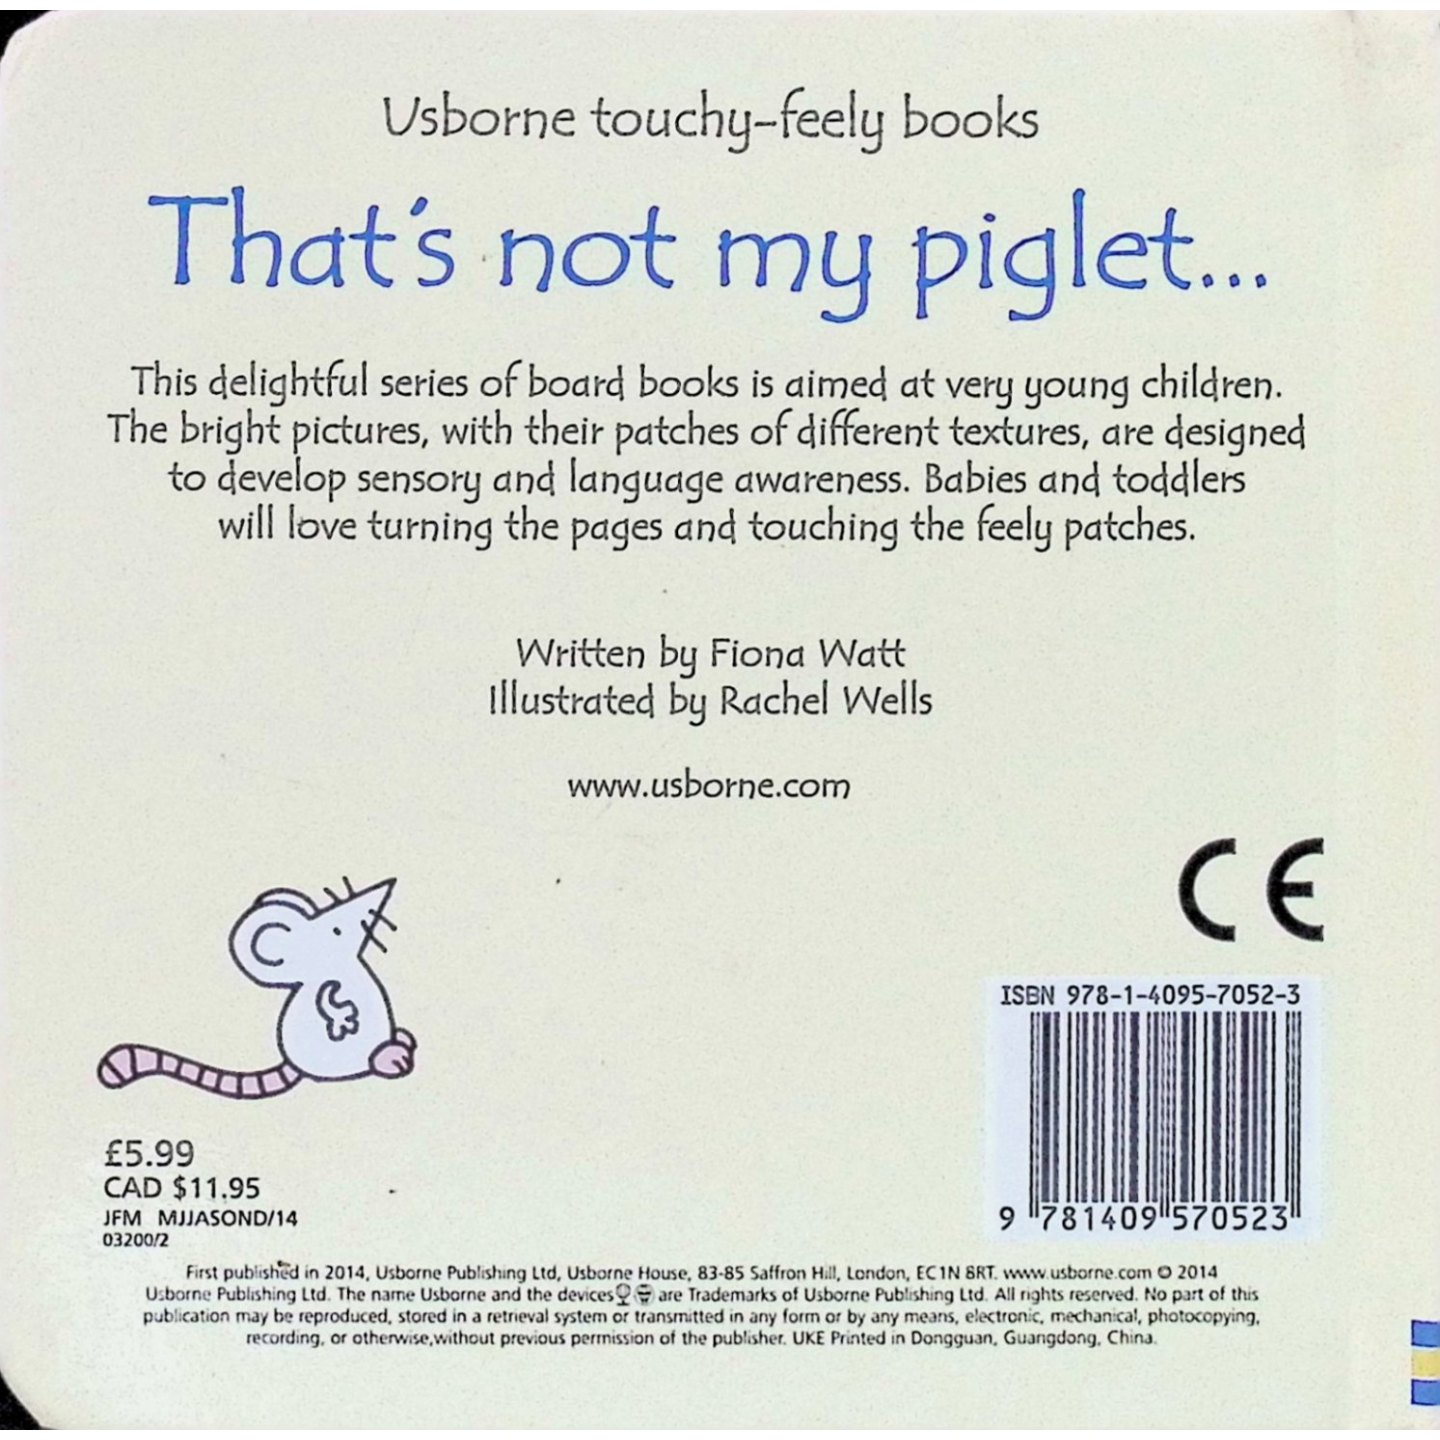 Usborne touchy-feely books
That's not my piglet...
This delightful series of board books is aimed at very young children.
The bright pictures, with their patches of different textures, are designed
to develop sensory and language awareness. Babies and toddlers
will love turning the pages and touching the feely patches.
Written by Fiona Watt
Illustrated by Rachel Wells
www.usborne.com
CE
ISBN 978-1-4095-7052-3
9 781409 570523
£5.99
CAD $11.95
JFM MJJASOND/14
03200/2
First published in 2014, Usborne Publishing Ltd, Usborne House, 83-85 Saffron Hill, London, EC1N 8RT. www.usborne.com © 2014
Usborne Publishing Ltd. The name Usborne and the devices are Trademarks of Usborne Publishing Ltd. All rights reserved. No part of this
publication may be reproduced, stored in a retrieval system or transmitted in any form or by any means, electronic, mechanical, photocopying,
recording, or otherwise,without previous permission of the publisher. UKE Printed in Dongguan, Guangdong, China.